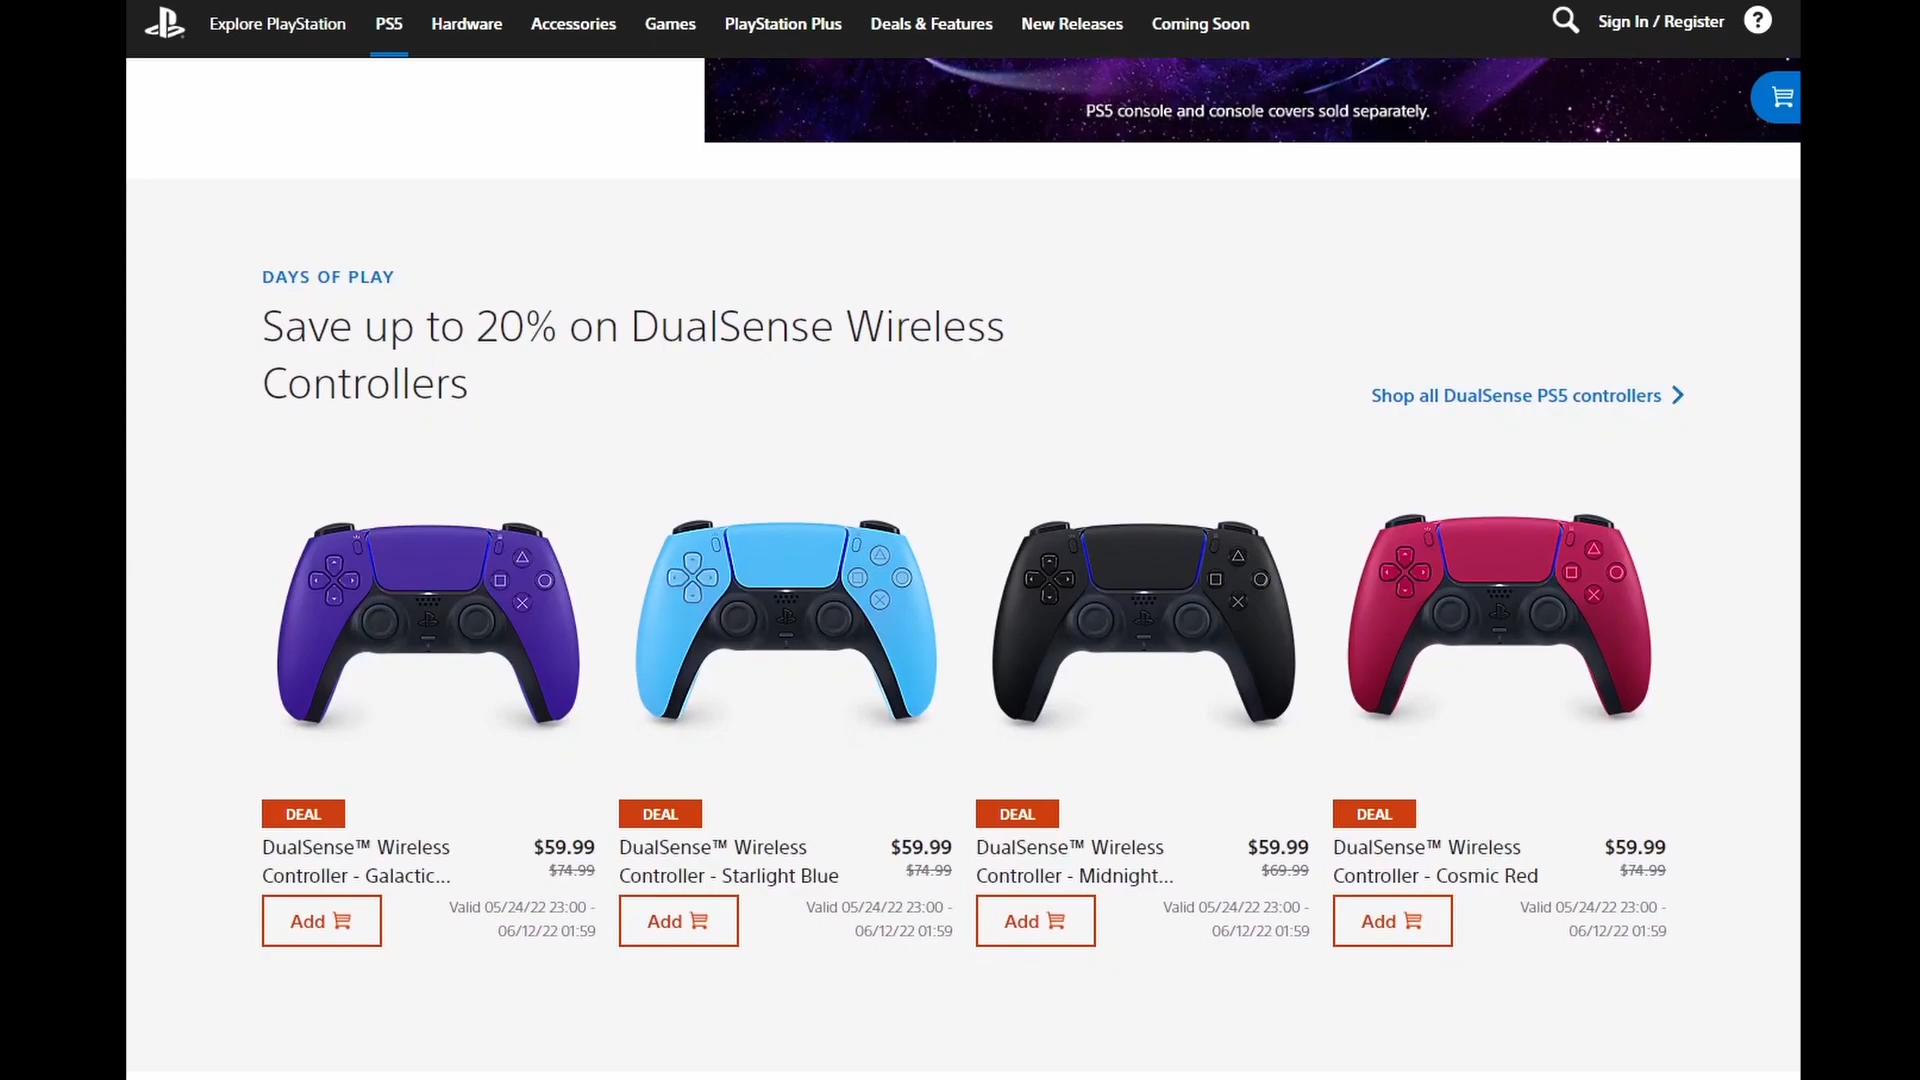 Explore PlayStation PS5 Hardware Accessories Games PlayStation Plus Deals & Features New Releases Coming Soon Sign In / Register ?
PS5 console and console covers sold separately.
DAYS OF PLAY
Save up to 20% on DualSense Wireless
Controllers
Shop all DualSense PS5 controllers
DEAL
DualSense™ Wireless $59.99
Controller - Galactic... $74.99
Add
Valid 05/24/22 23:00 -
06/12/22 01:59
DEAL
DualSense™ Wireless $59.99
Controller - Starlight Blue $74.99
Add
Valid 05/24/22 23:00 -
06/12/22 01:59
DEAL
DualSense™ Wireless $59.99
Controller - Midnight... $69.99
Add
Valid 05/24/22 23:00 -
06/12/22 01:59
DEAL
DualSense™ Wireless $59.99
Controller - Cosmic Red $74.99
Add
Valid 05/24/22 23:00 -
06/12/22 01:59